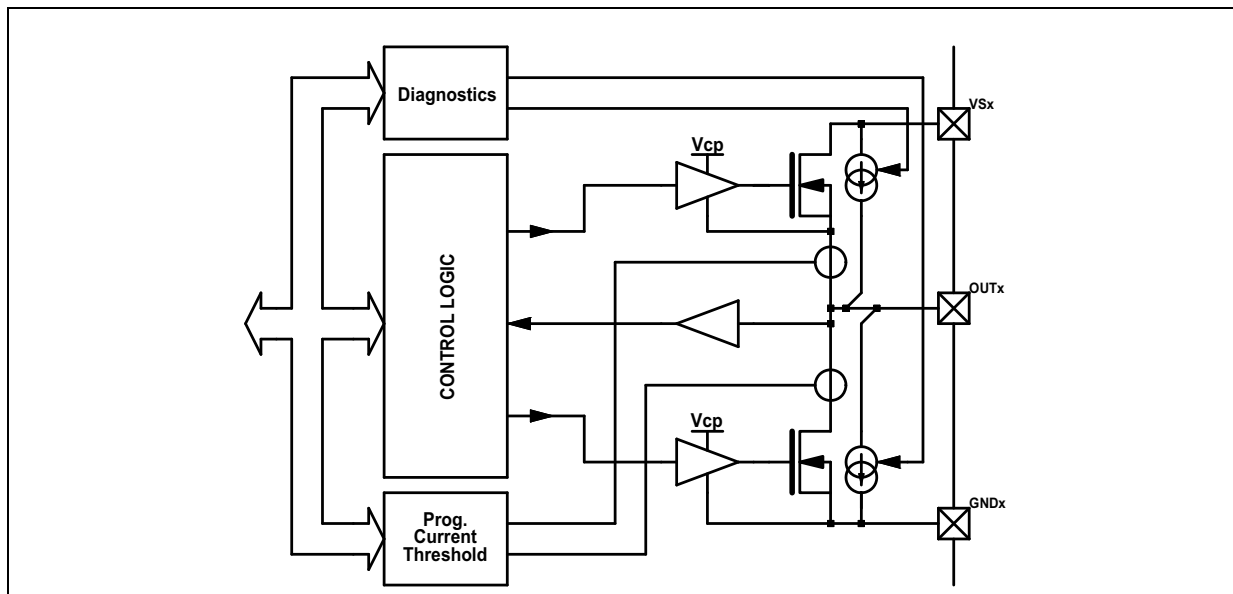 Diagnostics
VSx
Vcp
CONTROL LOGIC
OUTx
Vcp
Prog.
Current
Threshold
GNDx